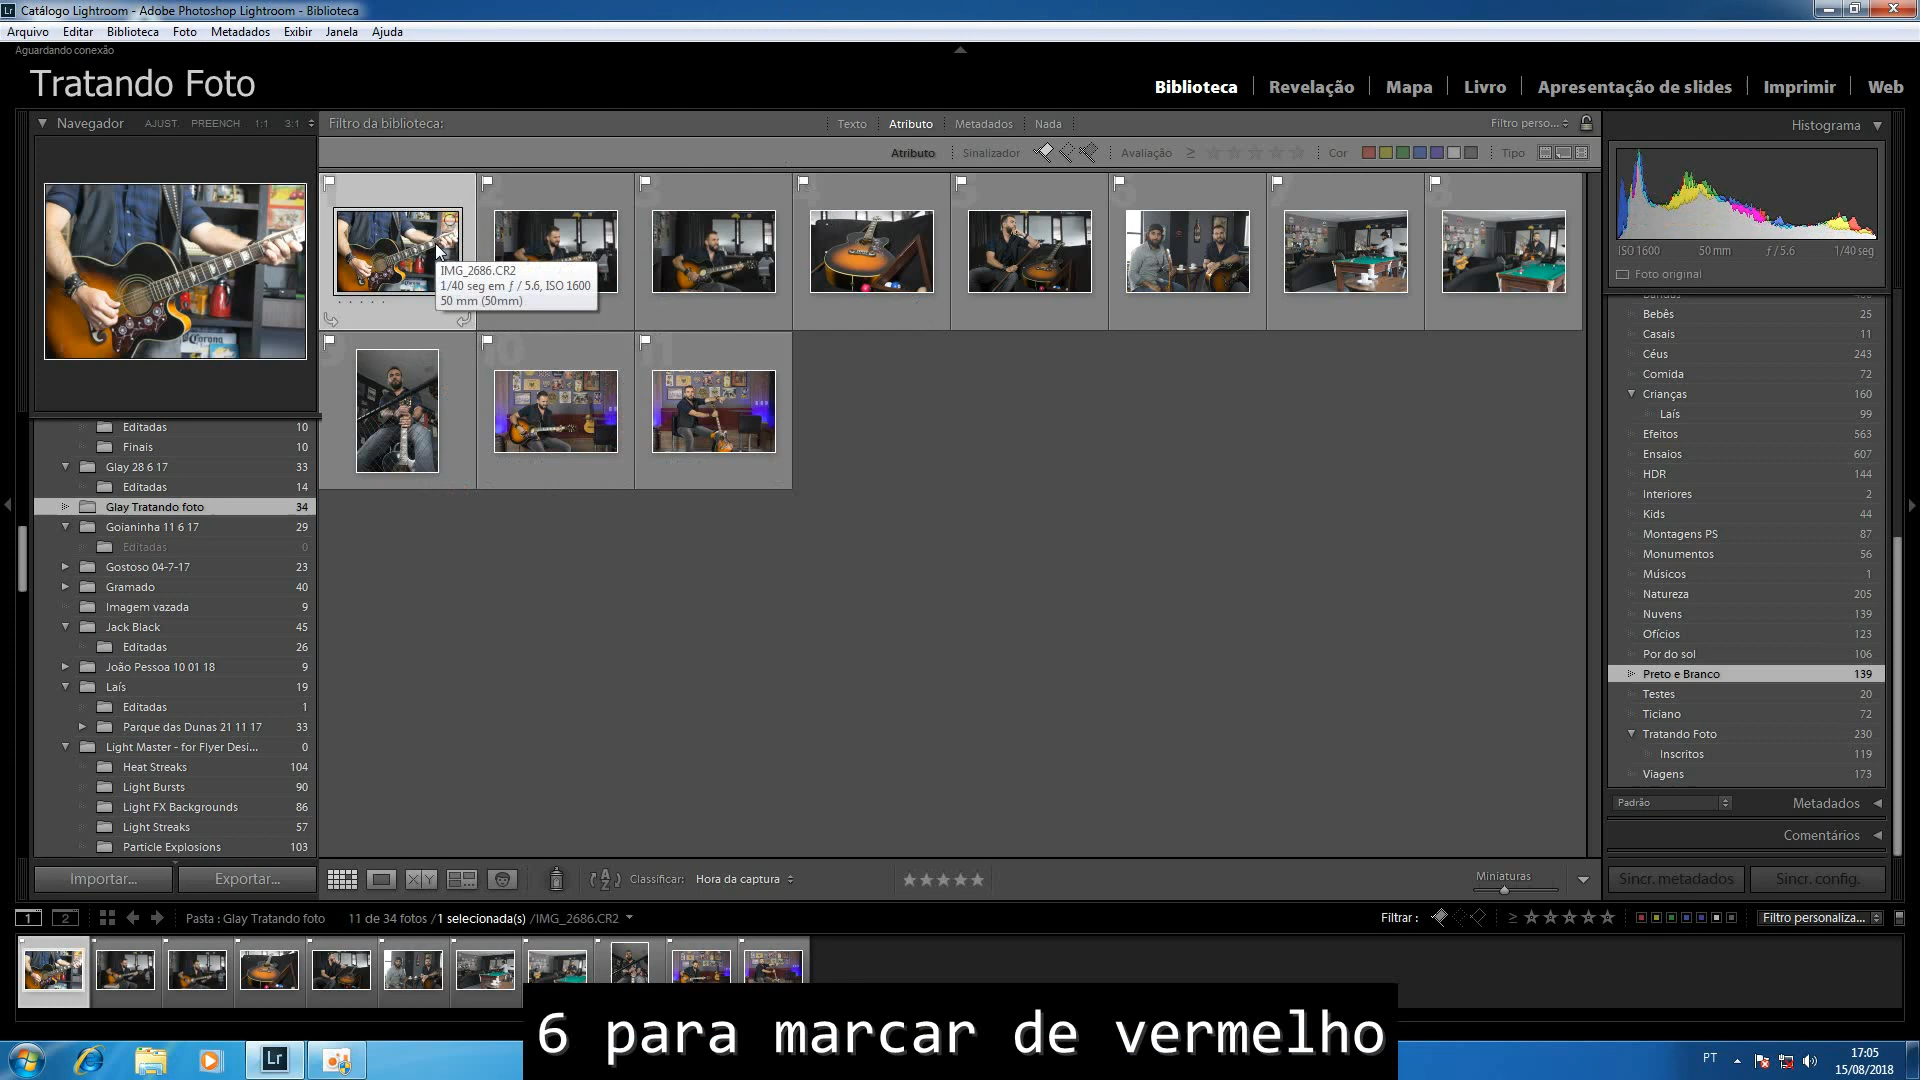 Catálogo Lightroom - Adobe Photoshop Lightroom - Biblioteca
Arquivo Editar Biblioteca Foto Metadados Exibir Janela Ajuda
Aguardando conexão
Tratando Foto
Biblioteca Revelação Mapa Livro Apresentação de slides Imprimir Web
Navegador AJUST. PREENCH 1:1 3:1
Filtro da biblioteca: Texto Atributo Metadados Nada Filtro perso...
Histograma
Atributo Sinalizador Avaliação ≥ Cor Tipo
ISO 1600 50 mm ƒ / 5.6 1/40 seg
Foto original
IMG_2686.CR2
1/40 seg em ƒ / 5.6, ISO 1600
50 mm (50mm)
Corona
Editadas 10
Finais 10
Glay 28 6 17 33
Editadas 14
Glay Tratando foto 34
Goianinha 11 6 17 29
Editadas 0
Gostoso 04-7-17 23
Gramado 40
Imagem vazada 9
Jack Black 45
Editadas 26
João Pessoa 10 01 18 9
Laís 19
Editadas 1
Parque das Dunas 21 11 17 33
Light Master - for Flyer Desi... 0
Heat Streaks 104
Light Bursts 90
Light FX Backgrounds 86
Light Streaks 57
Particle Explosions 103
Importar... Exportar...
Bebês 25
Casais 11
Céus 243
Comida 72
Crianças 160
Laís 99
Efeitos 563
Ensaios 607
HDR 144
Interiores 2
Kids 44
Montagens PS 87
Monumentos 56
Músicos 1
Natureza 205
Nuvens 139
Ofícios 123
Por do sol 106
Preto e Branco 139
Testes 20
Ticiano 72
Tratando Foto 230
Inscritos 119
Viagens 173
Padrão Metadados
Comentários
Sincr. metadados Sincr. config.
Classificar: Hora da captura Miniaturas
1 2 Pasta : Glay Tratando foto 11 de 34 fotos /1 selecionada(s) /IMG_2686.CR2 Filtrar : ≥ Filtro personaliza...
6 para marcar de vermelho
PT 17:05
15/08/2018